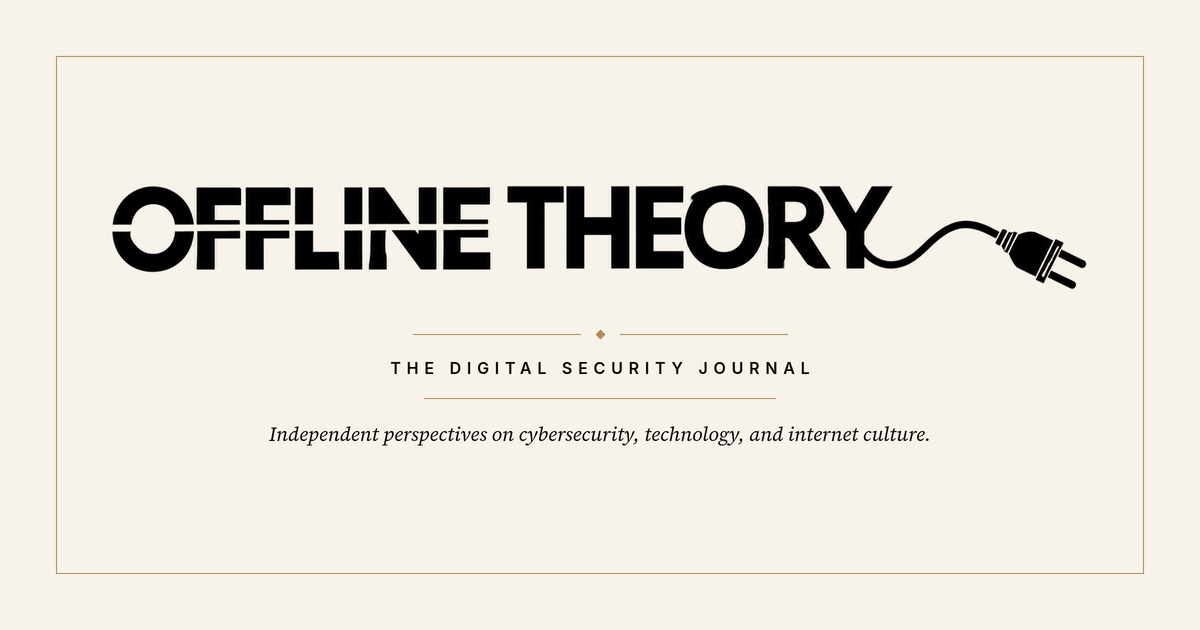 OFFLINE THEORY
THE DIGITAL SECURITY JOURNAL
Independent perspectives on cybersecurity, technology, and internet culture.